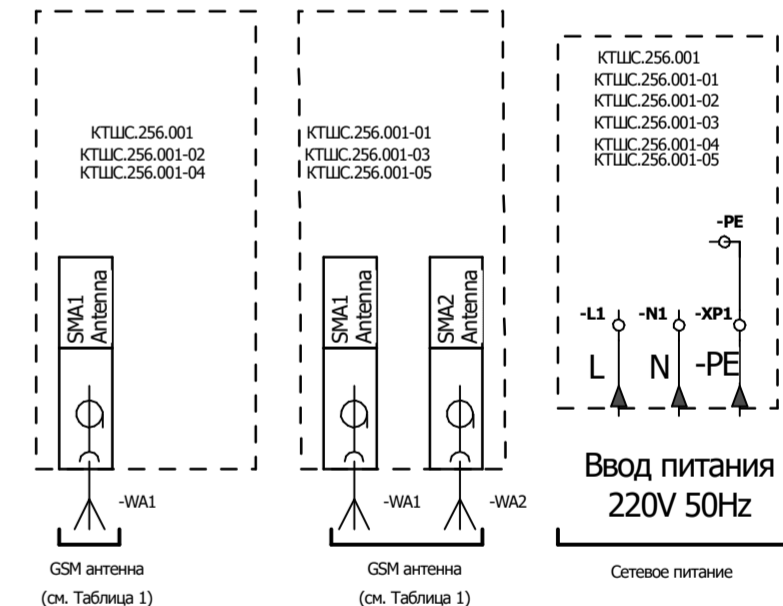 КТШС.256.001
КТШС.256.001-02
КТШС.256.001-04
SMA1
Antenna
-WA1
GSM антенна
(см. Таблица 1)
КТШС.256.001-01
КТШС.256.001-03
КТШС.256.001-05
SMA1
Antenna
SMA2
Antenna
-WA1
-WA2
GSM антенна
(см. Таблица 1)
КТШС.256.001
КТШС.256.001-01
КТШС.256.001-02
КТШС.256.001-03
КТШС.256.001-04
КТШС.256.001-05
-PE
-L1 -N1 -XP1
L N -PE
Ввод питания
220V 50Hz
Сетевое питание